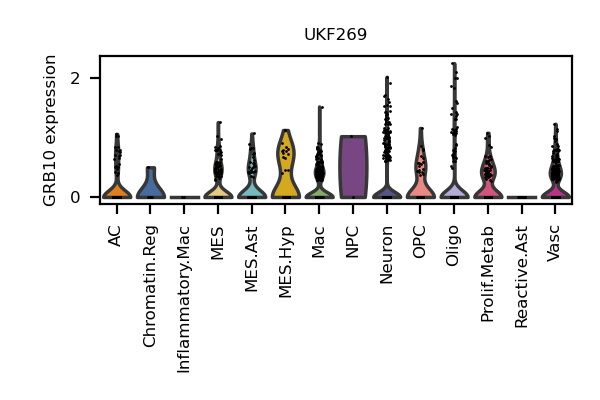 UKF269
GRB10 expression
2
0
AC
Chromatin.Reg
Inflammatory.Mac
MES
MES.Ast
MES.Hyp
Mac
NPC
Neuron
OPC
Oligo
Prolif.Metab
Reactive.Ast
Vasc